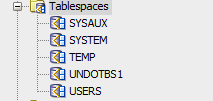 Tablespaces
SYSAUX
SYSTEM
TEMP
UNDOTBS1
USERS